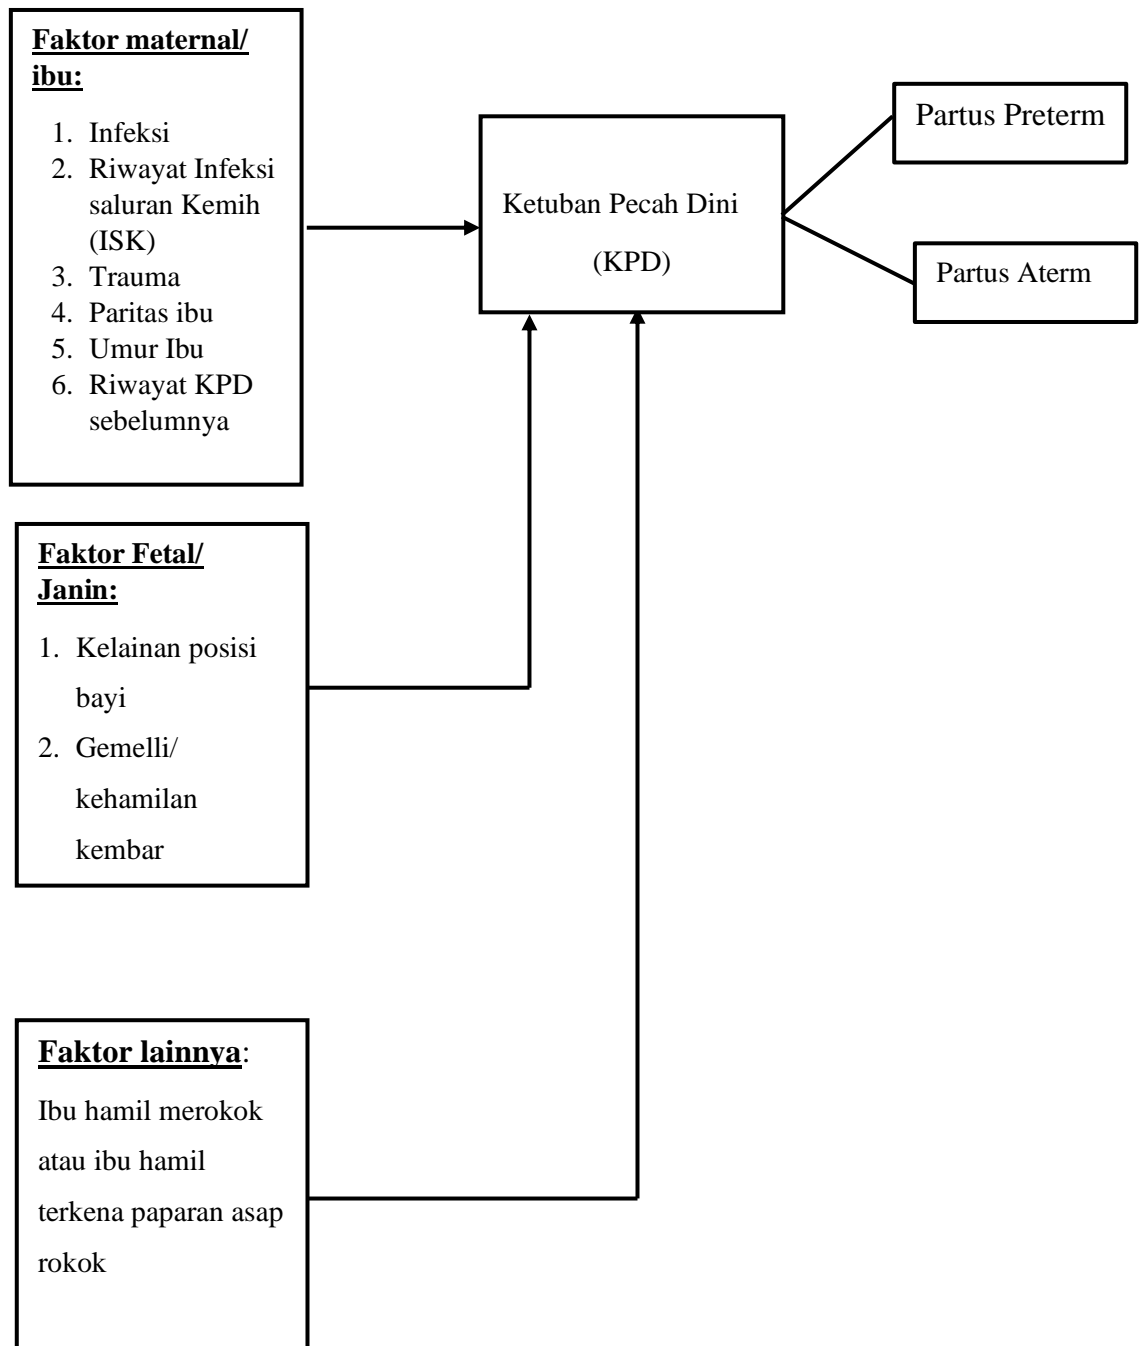 Faktor maternal/
ibu:
1. Infeksi
2. Riwayat Infeksi
saluran Kemih
(ISK)
3. Trauma
4. Paritas ibu
5. Umur Ibu
6. Riwayat KPD
sebelumnya
Ketuban Pecah Dini
(KPD)
Partus Preterm
Partus Aterm
Faktor Fetal/
Janin:
1. Kelainan posisi
bayi
2. Gemelli/
kehamilan
kembar
Faktor lainnya:
Ibu hamil merokok
atau ibu hamil
terkena paparan asap
rokok